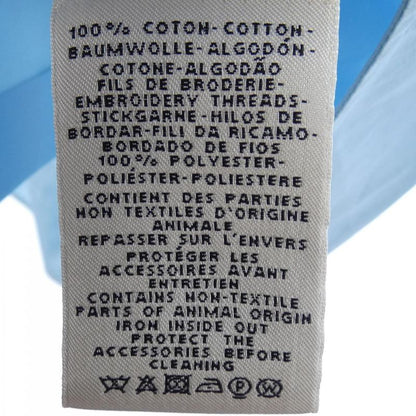 100% COTON-COTTON-
BAUMWOLLE-ALGODÓN-
COTONE-ALGODÃO
FILS DE BRODERIE-
EMBROIDERY THREADS-
STICKGARNE-HILOS DE
BORDAR-FILI DA RICAMO-
BORDADO DE FIOS
100% POLYESTER-
POLIÉSTER-POLIESTERE
CONTIENT DES PARTIES
NON TEXTILES D'ORIGINE
ANIMALE
REPASSER SUR L'ENVERS
PROTÉGER LES
ACCESSOIRES AVANT
ENTRETIEN
CONTAINS NON-TEXTILE
PARTS OF ANIMAL ORIGIN
IRON INSIDE OUT
PROTECT THE
ACCESSORIES BEFORE
CLEANING
P W